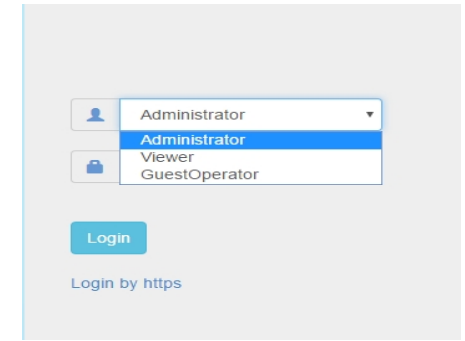 Administrator
Administrator
Viewer
GuestOperator
Login
Login by https